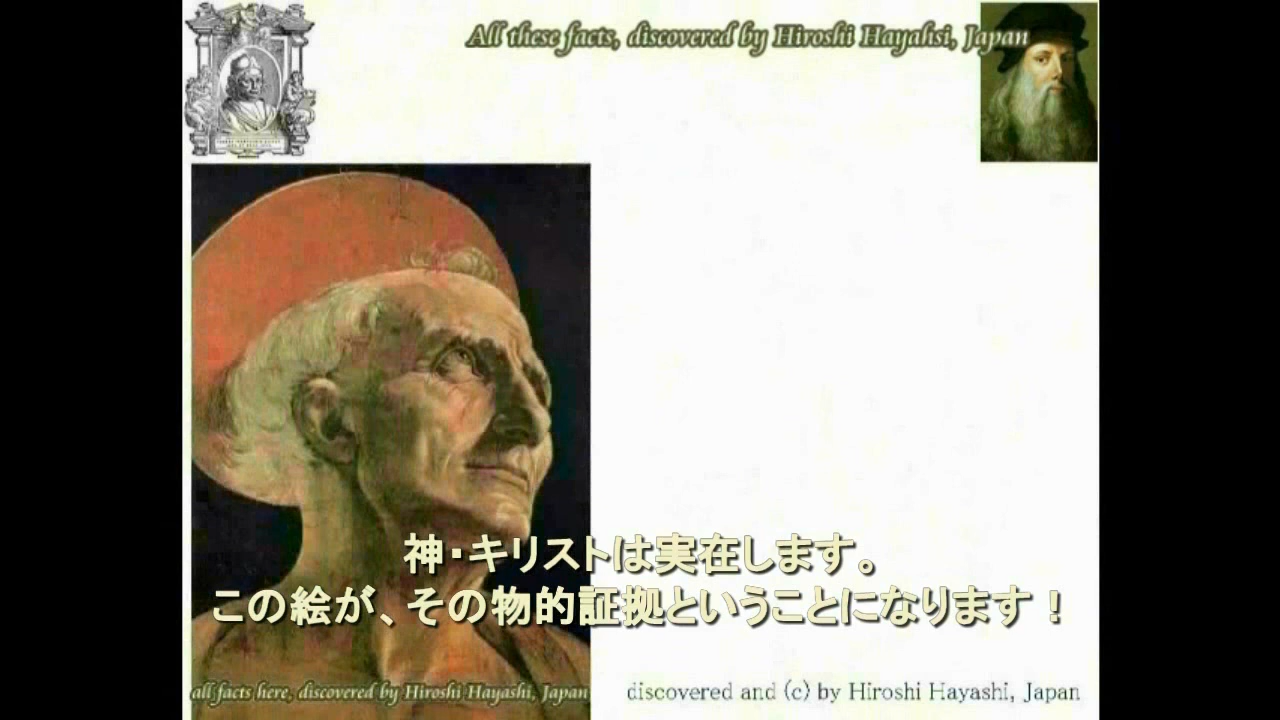 All these facts, discovered by Hiroshii Hayahsi, Japan
神・キリストは実在します。
この絵が、その物的証拠ということになります！
all facts here, discovered by Hiroshi Hayashi, Japan
discovered and (c) by Hiroshi Hayashi, Japan